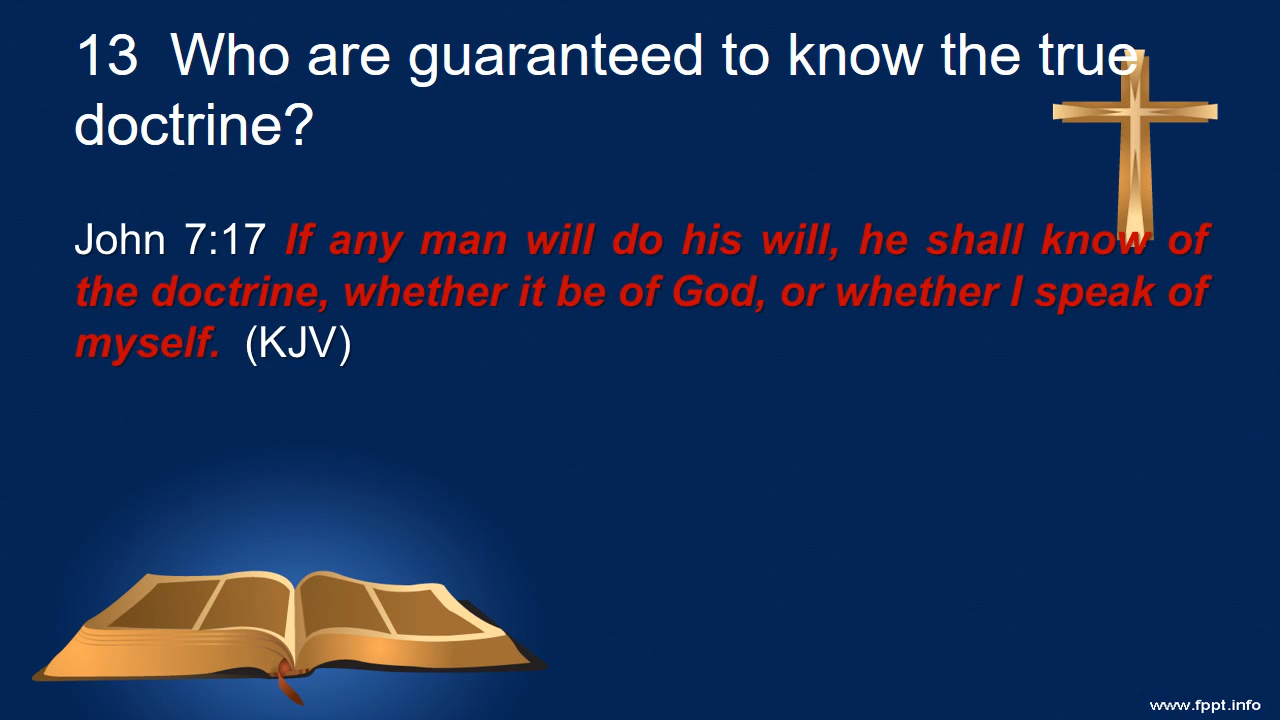 13  Who are guaranteed to know the true
doctrine?
John 7:17 If any man will do his will, he shall know of
the doctrine, whether it be of God, or whether I speak of
myself.  (KJV)
www.fppt.info